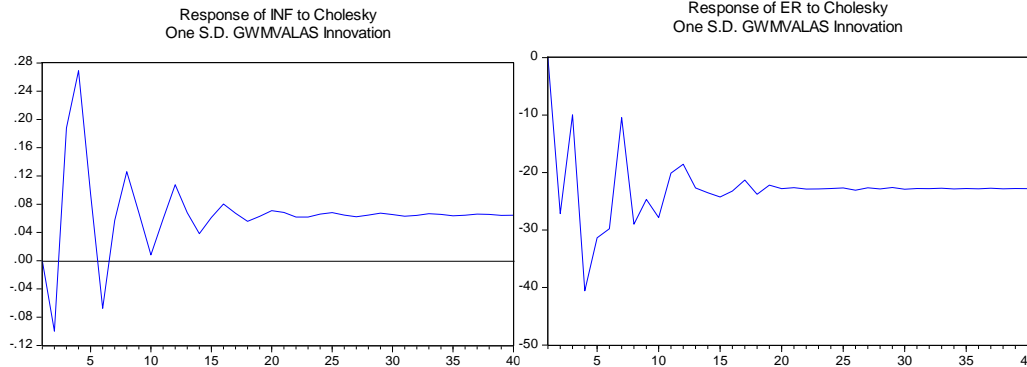 Response of INF to Cholesky
One S.D. GWMVALAS Innovation
.28
.24
.20
.16
.12
.08
.04
.00
-.04
-.08
-.12
5 10 15 20 25 30 35 40
Response of ER to Cholesky
One S.D. GWMVALAS Innovation
0
-10
-20
-30
-40
-50
5 10 15 20 25 30 35 40